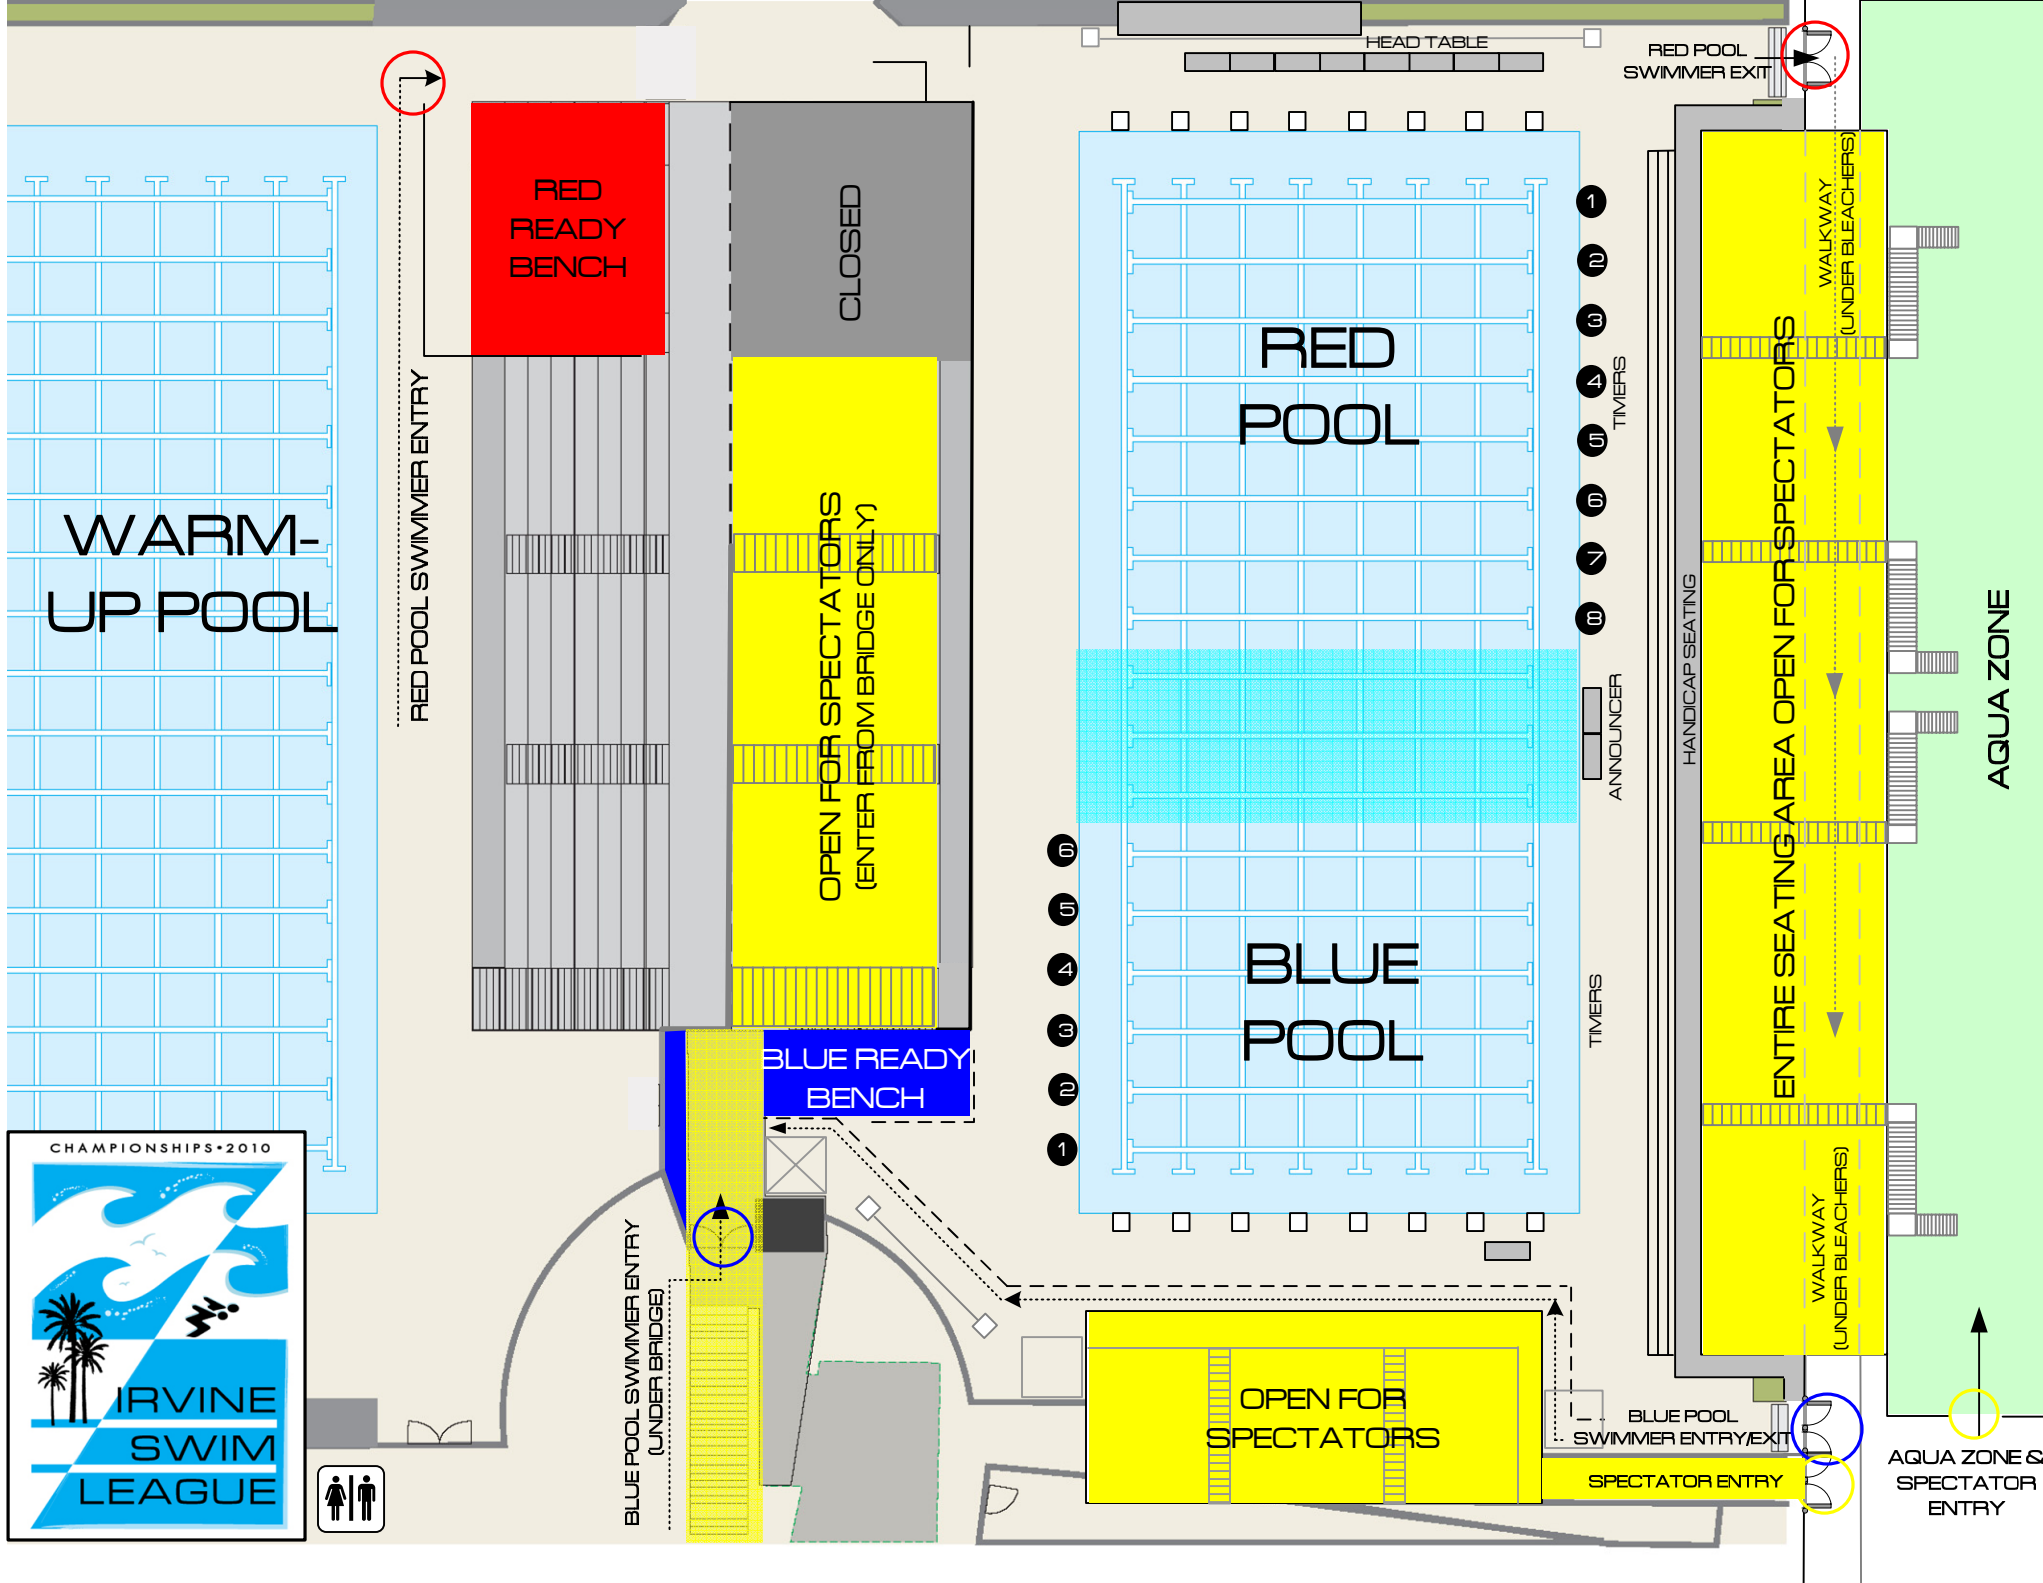 HEAD TABLE
RED POOL
SWIMMER EXIT
RED
READY
BENCH
CLOSED
RED POOL SWIMMER ENTRY
WARM-
UP POOL
OPEN FOR SPECTATORS
(ENTER FROM BRIDGE ONLY)
RED
POOL
1
2
3
4
5
6
7
8
TIMERS
ANNOUNCER
HANDICAP SEATING
WALKWAY
(UNDER BLEACHERS)
ENTIRE SEATING AREA OPEN FOR SPECTATORS
AQUA ZONE
6
5
4
3
2
1
BLUE
POOL
TIMERS
BLUE READY
BENCH
WALKWAY
(UNDER BLEACHERS)
BLUE POOL SWIMMER ENTRY
(UNDER BRIDGE)
OPEN FOR
SPECTATORS
BLUE POOL
SWIMMER ENTRY/EXIT
SPECTATOR ENTRY
AQUA ZONE &
SPECTATOR
ENTRY
CHAMPIONSHIPS•2010
IRVINE
SWIM
LEAGUE